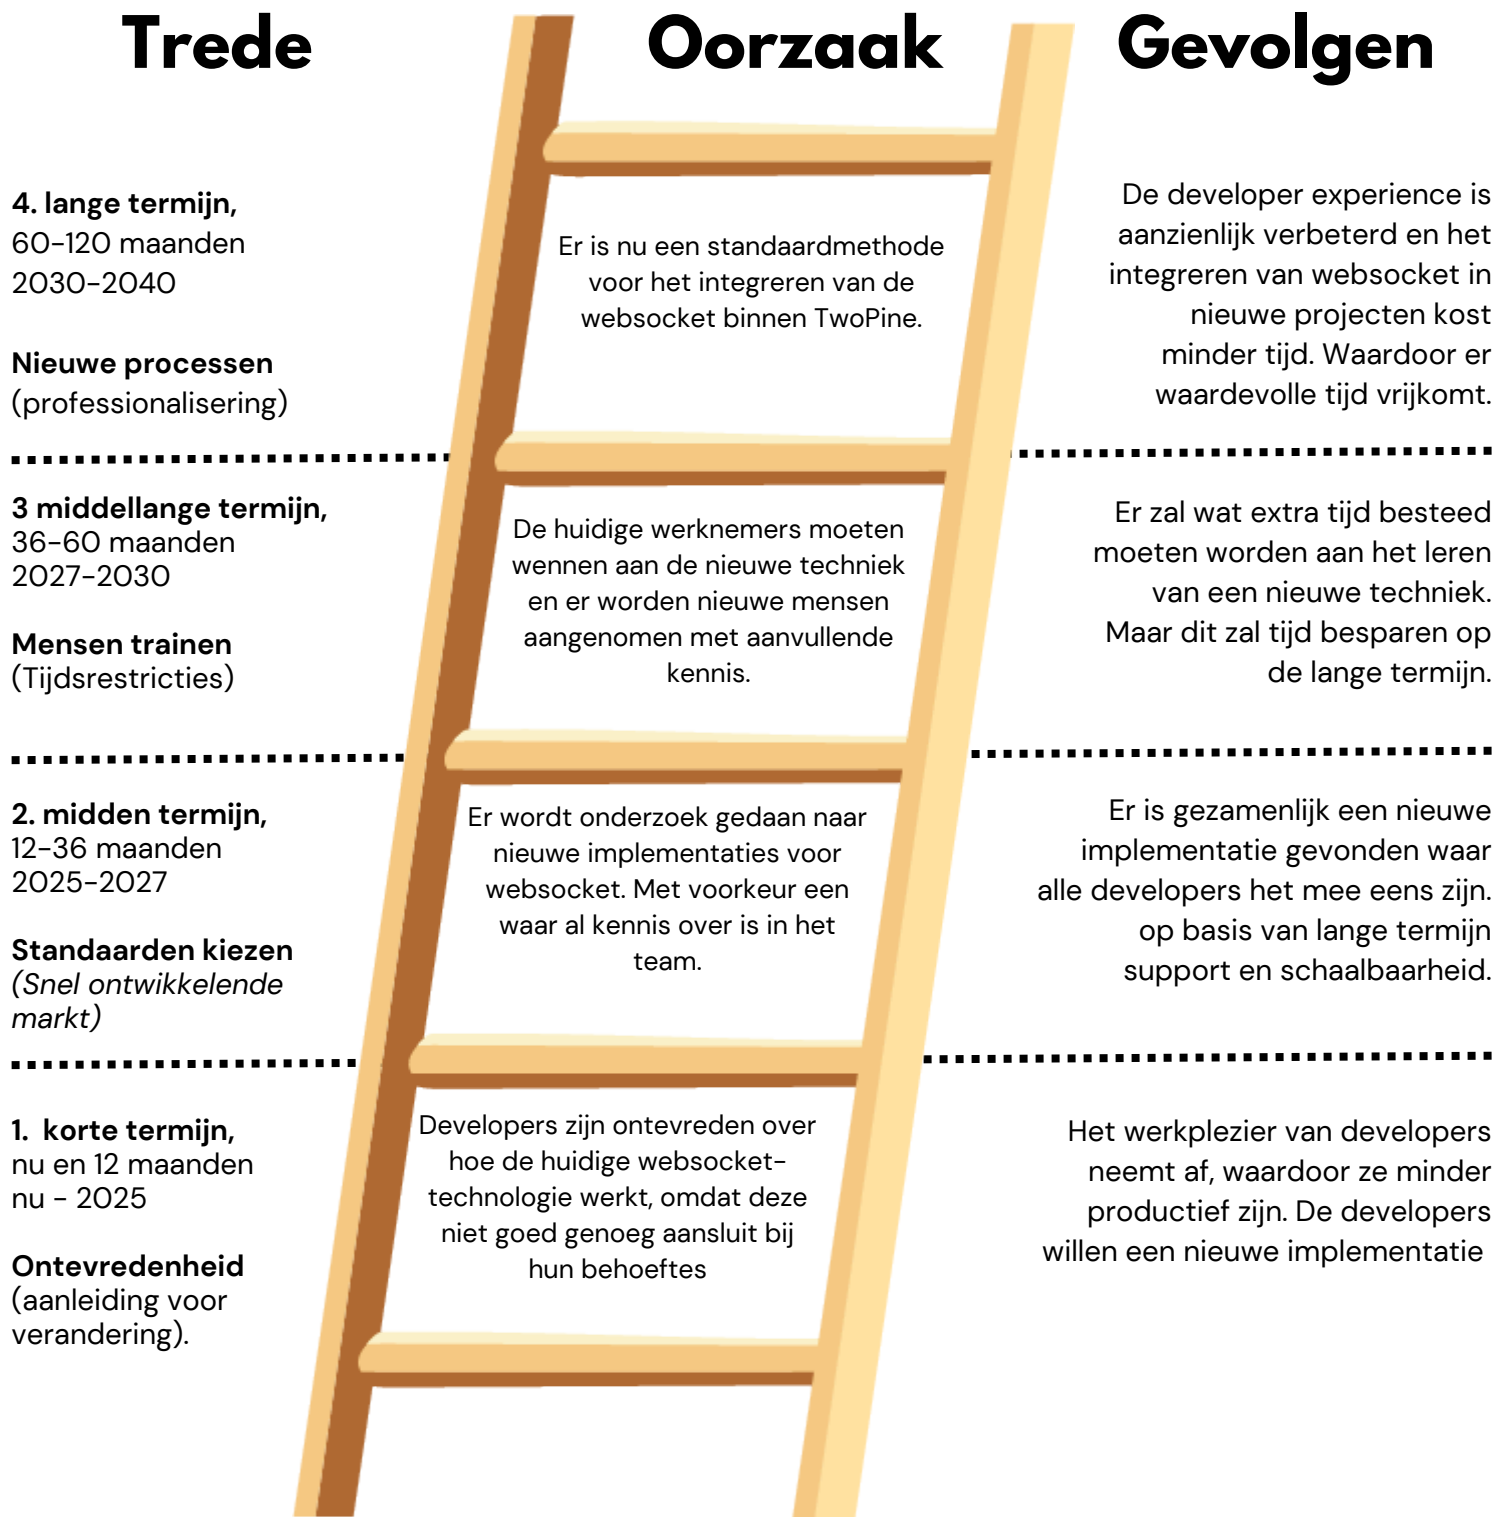 Trede
Oorzaak
Gevolgen
4. lange termijn,
60-120 maanden
2030-2040
Nieuwe processen
(professionalisering)
Er is nu een standaardmethode
voor het integreren van de
websocket binnen TwoPine.
De developer experience is
aanzienlijk verbeterd en het
integreren van websocket in
nieuwe projecten kost
minder tijd. Waardoor er
waardevolle tijd vrijkomt.
3 middellange termijn,
36-60 maanden
2027-2030
Mensen trainen
(Tijdsrestricties)
De huidige werknemers moeten
wennen aan de nieuwe techniek
en er worden nieuwe mensen
aangenomen met aanvullende
kennis.
Er zal wat extra tijd besteed
moeten worden aan het leren
van een nieuwe techniek.
Maar dit zal tijd besparen op
de lange termijn.
2. midden termijn,
12-36 maanden
2025-2027
Standaarden kiezen
(Snel ontwikkelende
markt)
Er wordt onderzoek gedaan naar
nieuwe implementaties voor
websocket. Met voorkeur een
waar al kennis over is in het
team.
Er is gezamenlijk een nieuwe
implementatie gevonden waar
alle developers het mee eens zijn.
op basis van lange termijn
support en schaalbaarheid.
1. korte termijn,
nu en 12 maanden
nu - 2025
Ontevredenheid
(aanleiding voor
verandering).
Developers zijn ontevreden over
hoe de huidige websocket-
technologie werkt, omdat deze
niet goed genoeg aansluit bij
hun behoeftes
Het werkplezier van developers
neemt af, waardoor ze minder
productief zijn. De developers
willen een nieuwe implementatie